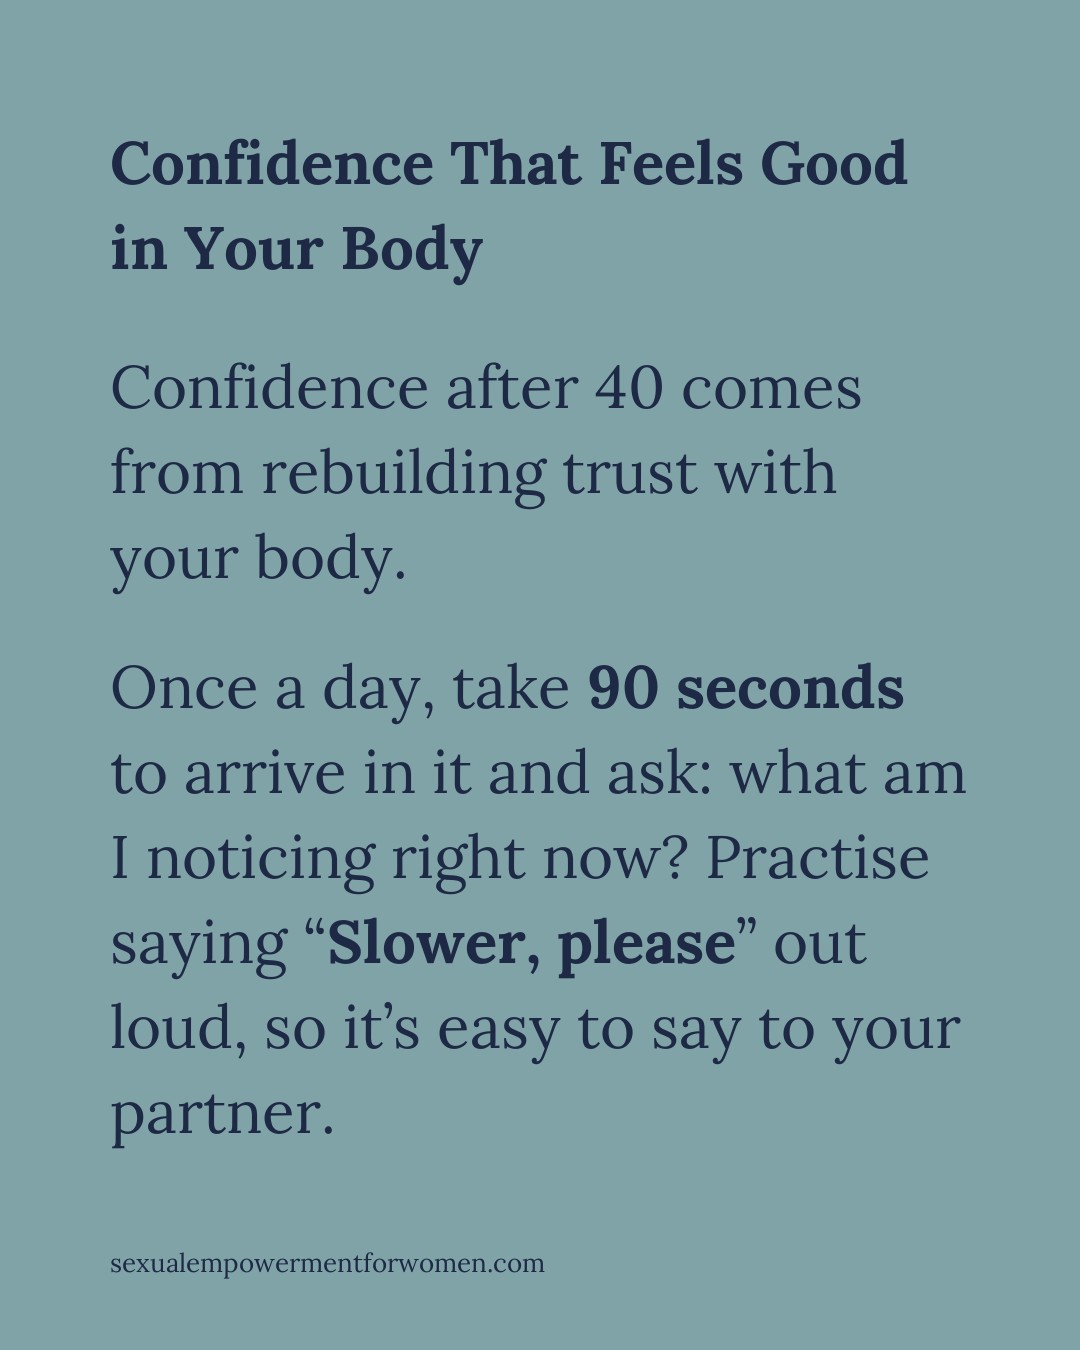 Confidence That Feels Good
in Your Body
Confidence after 40 comes
from rebuilding trust with
your body.
Once a day, take 90 seconds
to arrive in it and ask: what am
I noticing right now? Practise
saying “Slower, please” out
loud, so it’s easy to say to your
partner.
sexualempowermentforwomen.com